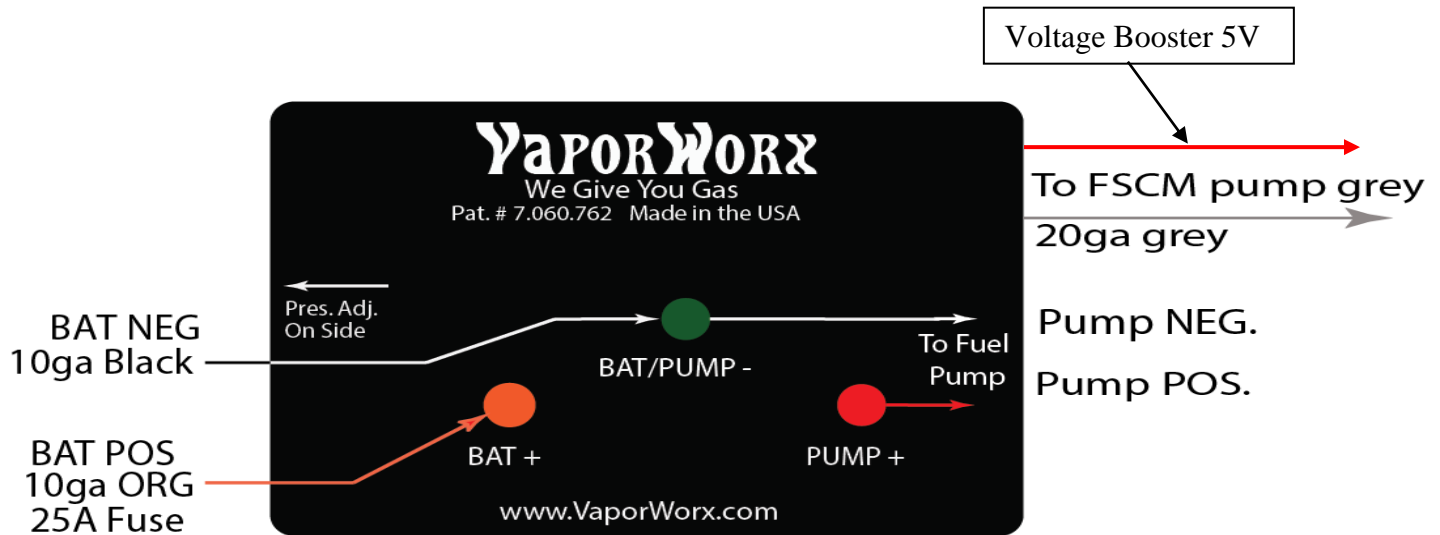 Voltage Booster 5V
VaporWorx
We Give You Gas
Pat. # 7.060.762 Made in the USA
To FSCM pump grey
20ga grey
Pres. Adj.
On Side
BAT NEG
10ga Black
BAT/PUMP -
To Fuel
Pump
Pump NEG.
Pump POS.
BAT POS
10ga ORG
25A Fuse
BAT +
PUMP +
www.VaporWorx.com